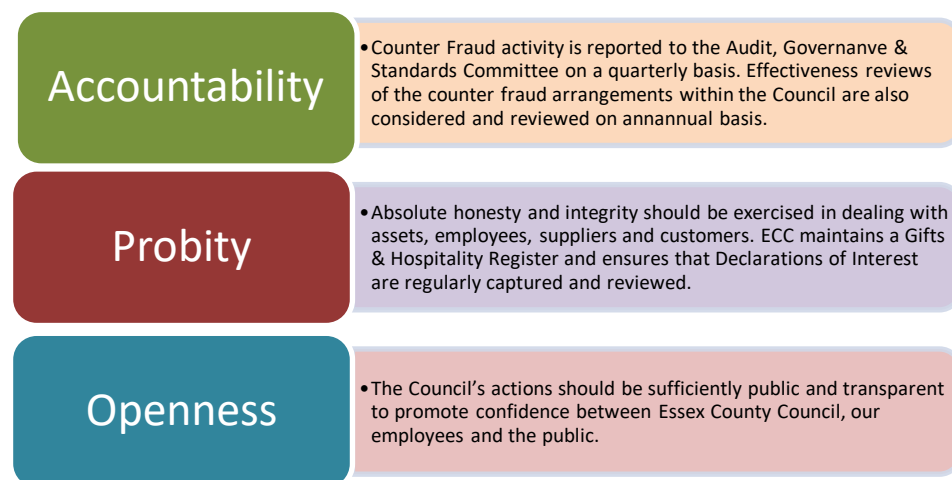 Accountability
•Counter Fraud activity is reported to the Audit, Governanve &
Standards Committee on a quarterly basis. Effectiveness reviews
of the counter fraud arrangements within the Council are also
considered and reviewed on annannual basis.
Probity
•Absolute honesty and integrity should be exercised in dealing with
assets, employees, suppliers and customers. ECC maintains a Gifts
& Hospitality Register and ensures that Declarations of Interest
are regularly captured and reviewed.
Openness
•The Council’s actions should be sufficiently public and transparent
to promote confidence between Essex County Council, our
employees and the public.